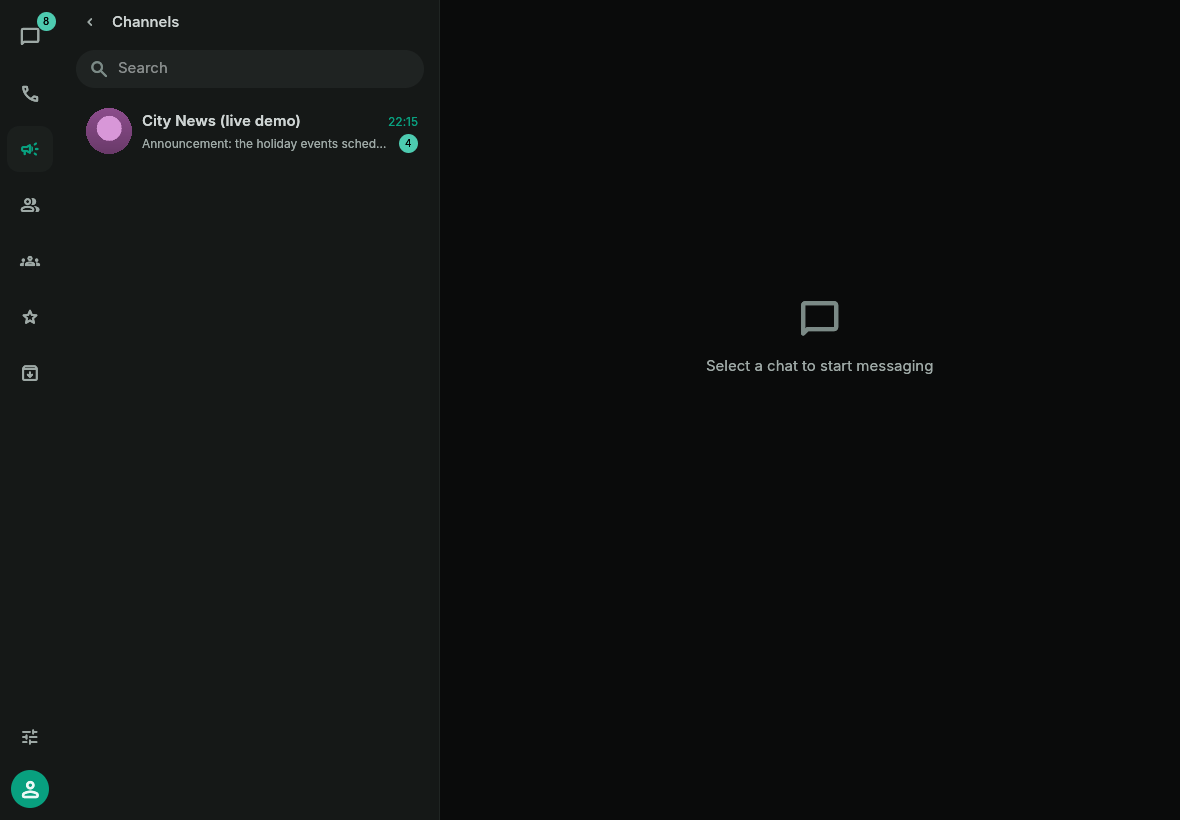 8
Channels
Search
City News (live demo)
22:15
Announcement: the holiday events sched...
4
Select a chat to start messaging